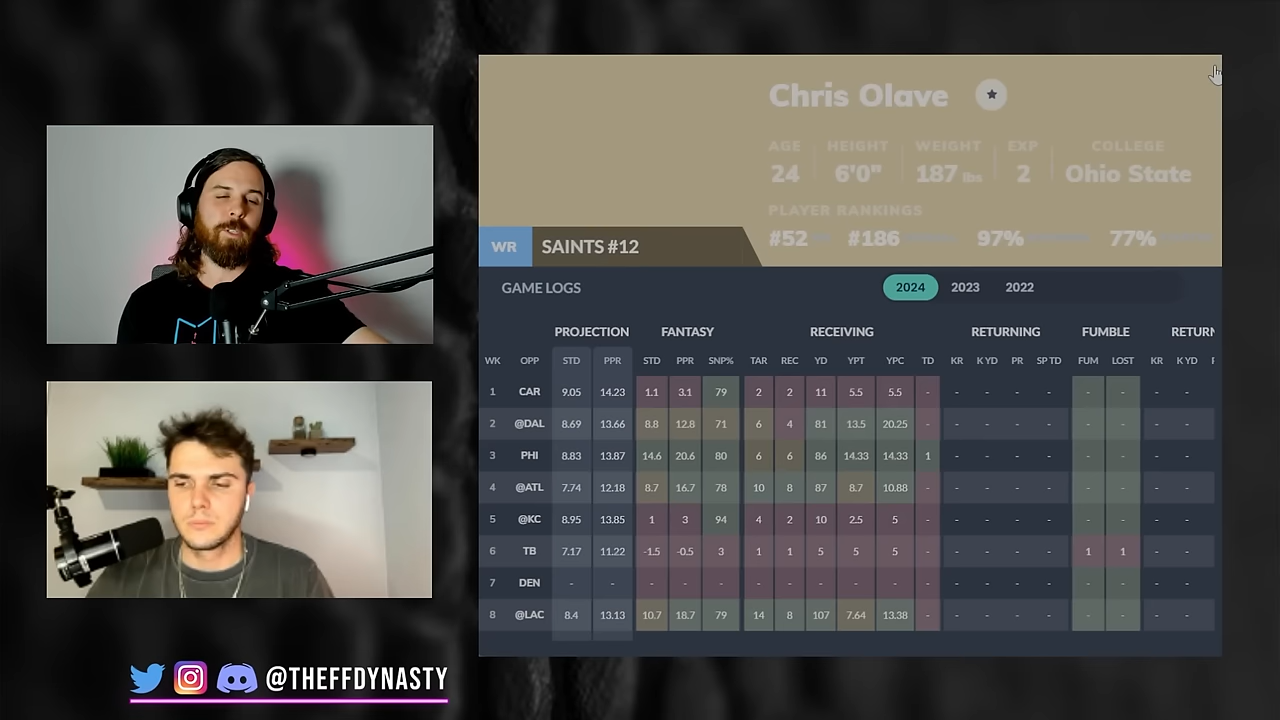 Chris Olave
AGE HEIGHT WEIGHT EXP COLLEGE
24 6'0" 187 lbs 2 Ohio State
PLAYER RANKINGS
#52 #186 97% 77%
WR SAINTS #12
GAME LOGS 2024 2023 2022
PROJECTION FANTASY RECEIVING RETURNING FUMBLE RETURN
WK OPP STD PPR STD PPR SNP% TAR REC YD YPT YPC TD KR K YD PR SP TD FUM LOST KR K YD
1 CAR 9.05 14.23 1.1 3.1 79 2 2 11 5.5 5.5 - - - - - - - - -
2 @DAL 8.69 13.66 8.8 12.8 71 6 4 81 13.5 20.25 - - - - - - - - -
3 PHI 8.83 13.87 14.6 20.6 80 6 6 86 14.33 14.33 1 - - - - - - - -
4 @ATL 7.74 12.18 8.7 16.7 78 10 8 87 8.7 10.88 - - - - - - - - -
5 @KC 8.95 13.85 1 3 94 4 2 10 2.5 5 - - - - - - - - -
6 TB 7.17 11.22 -1.5 -0.5 3 1 1 5 5 5 - - - - - 1 1 - -
7 DEN - - - - - - - - - - - - - - - - - - -
8 @LAC 8.4 13.13 10.7 18.7 79 14 8 107 7.64 13.38 - - - - - - - - -
@THEFFDYNASTY